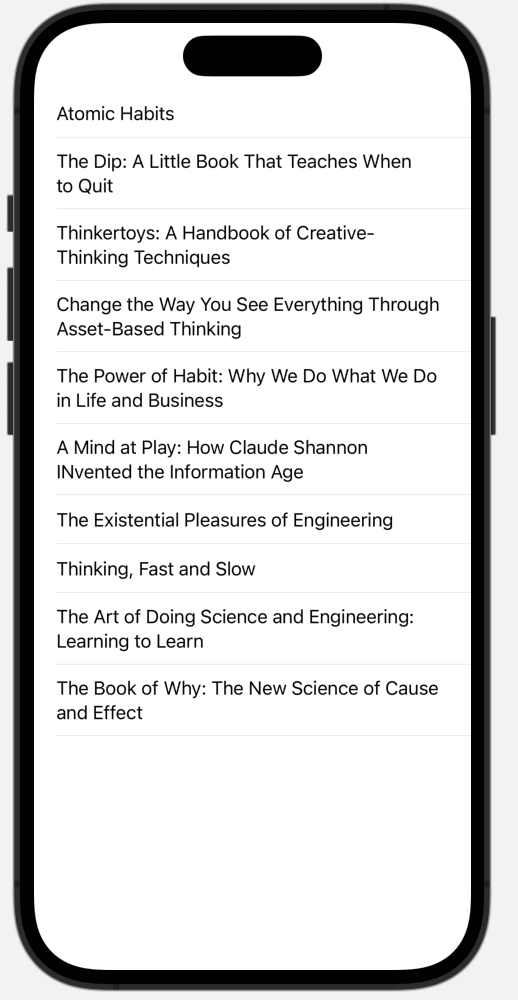 Atomic Habits
The Dip: A Little Book That Teaches When
to Quit
Thinkertoys: A Handbook of Creative-
Thinking Techniques
Change the Way You See Everything Through
Asset-Based Thinking
The Power of Habit: Why We Do What We Do
in Life and Business
A Mind at Play: How Claude Shannon
INvented the Information Age
The Existential Pleasures of Engineering
Thinking, Fast and Slow
The Art of Doing Science and Engineering:
Learning to Learn
The Book of Why: The New Science of Cause
and Effect